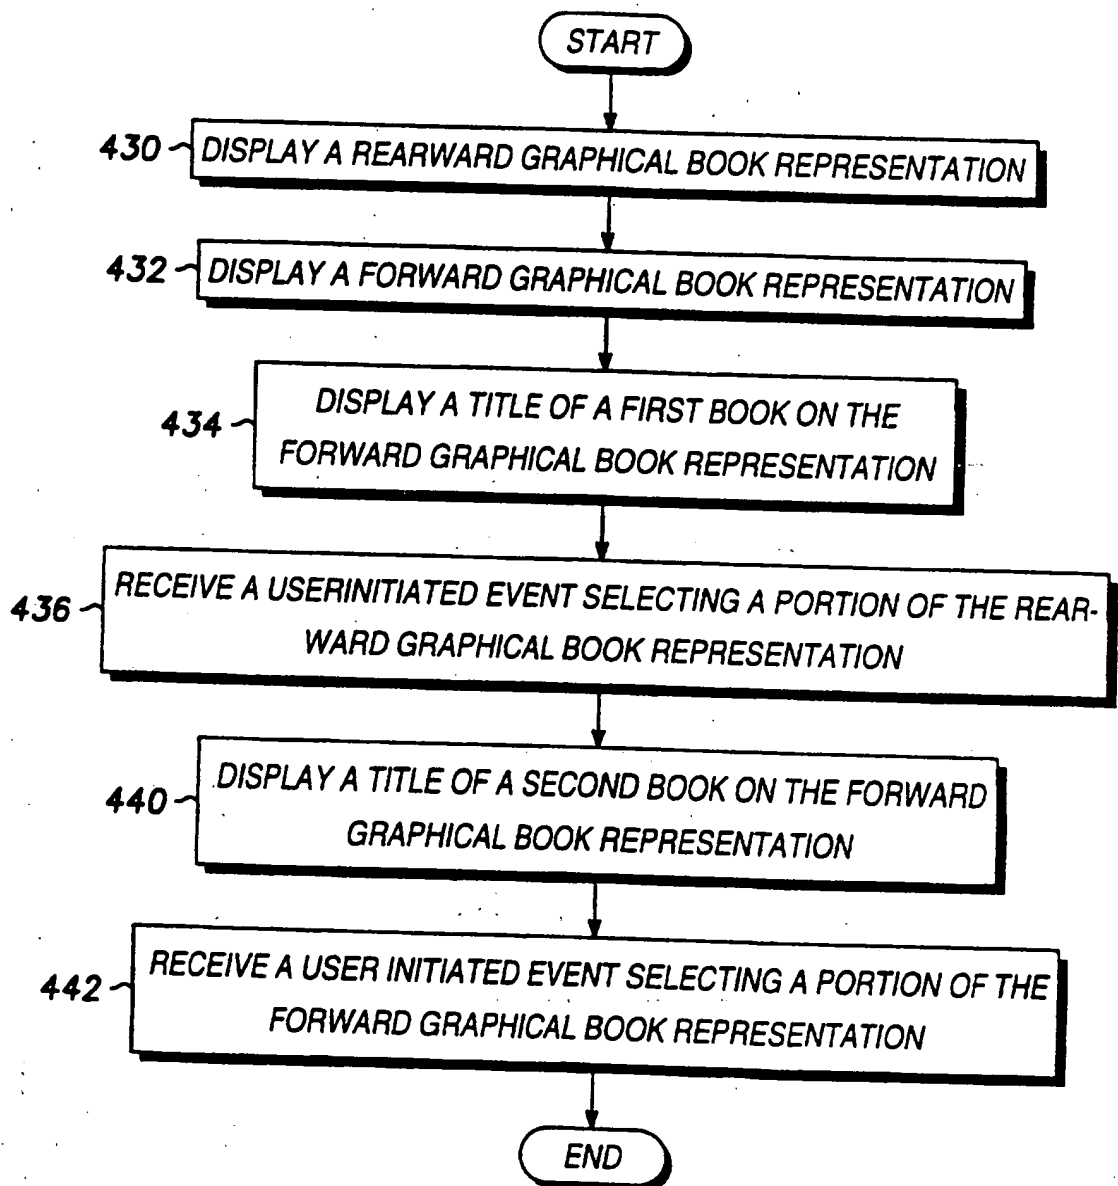 START
430 DISPLAY A REARWARD GRAPHICAL BOOK REPRESENTATION
432 DISPLAY A FORWARD GRAPHICAL BOOK REPRESENTATION
434 DISPLAY A TITLE OF A FIRST BOOK ON THE
FORWARD GRAPHICAL BOOK REPRESENTATION
436 RECEIVE A USERINITIATED EVENT SELECTING A PORTION OF THE REAR-
WARD GRAPHICAL BOOK REPRESENTATION
440 DISPLAY A TITLE OF A SECOND BOOK ON THE FORWARD
GRAPHICAL BOOK REPRESENTATION
442 RECEIVE A USER INITIATED EVENT SELECTING A PORTION OF THE
FORWARD GRAPHICAL BOOK REPRESENTATION
END